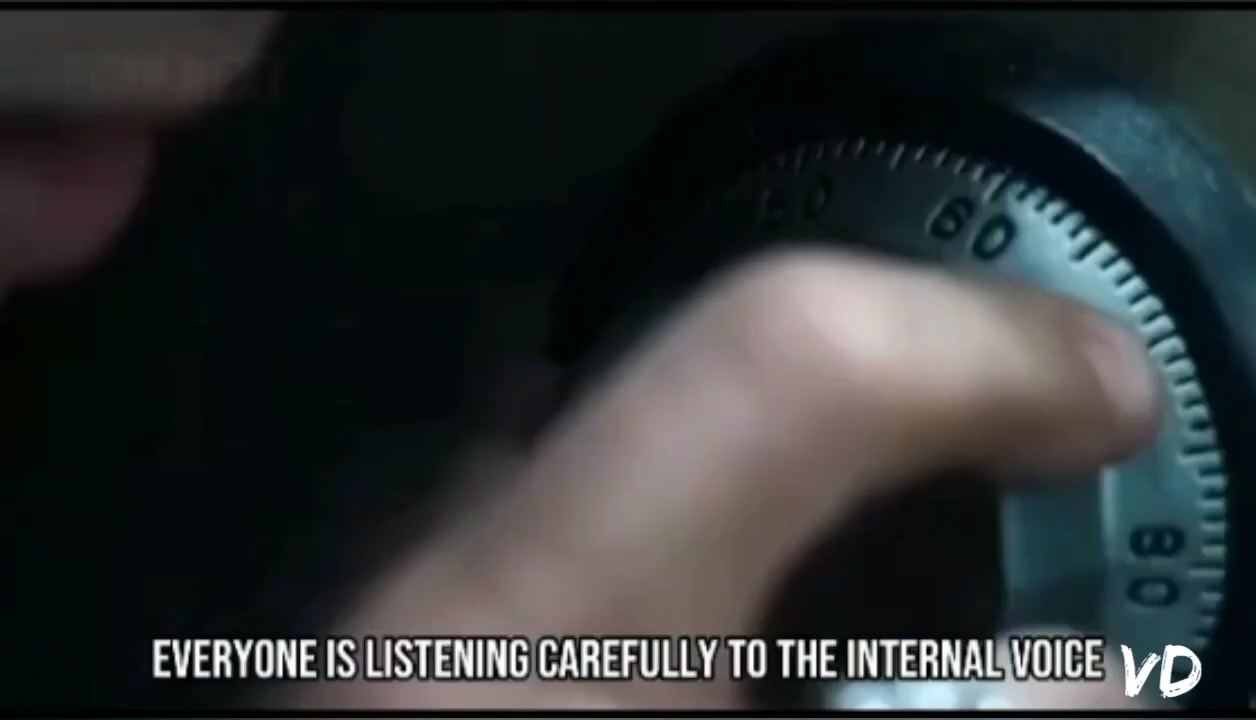 60
80
EVERYONE IS LISTENING CAREFULLY TO THE INTERNAL VOICE
VD